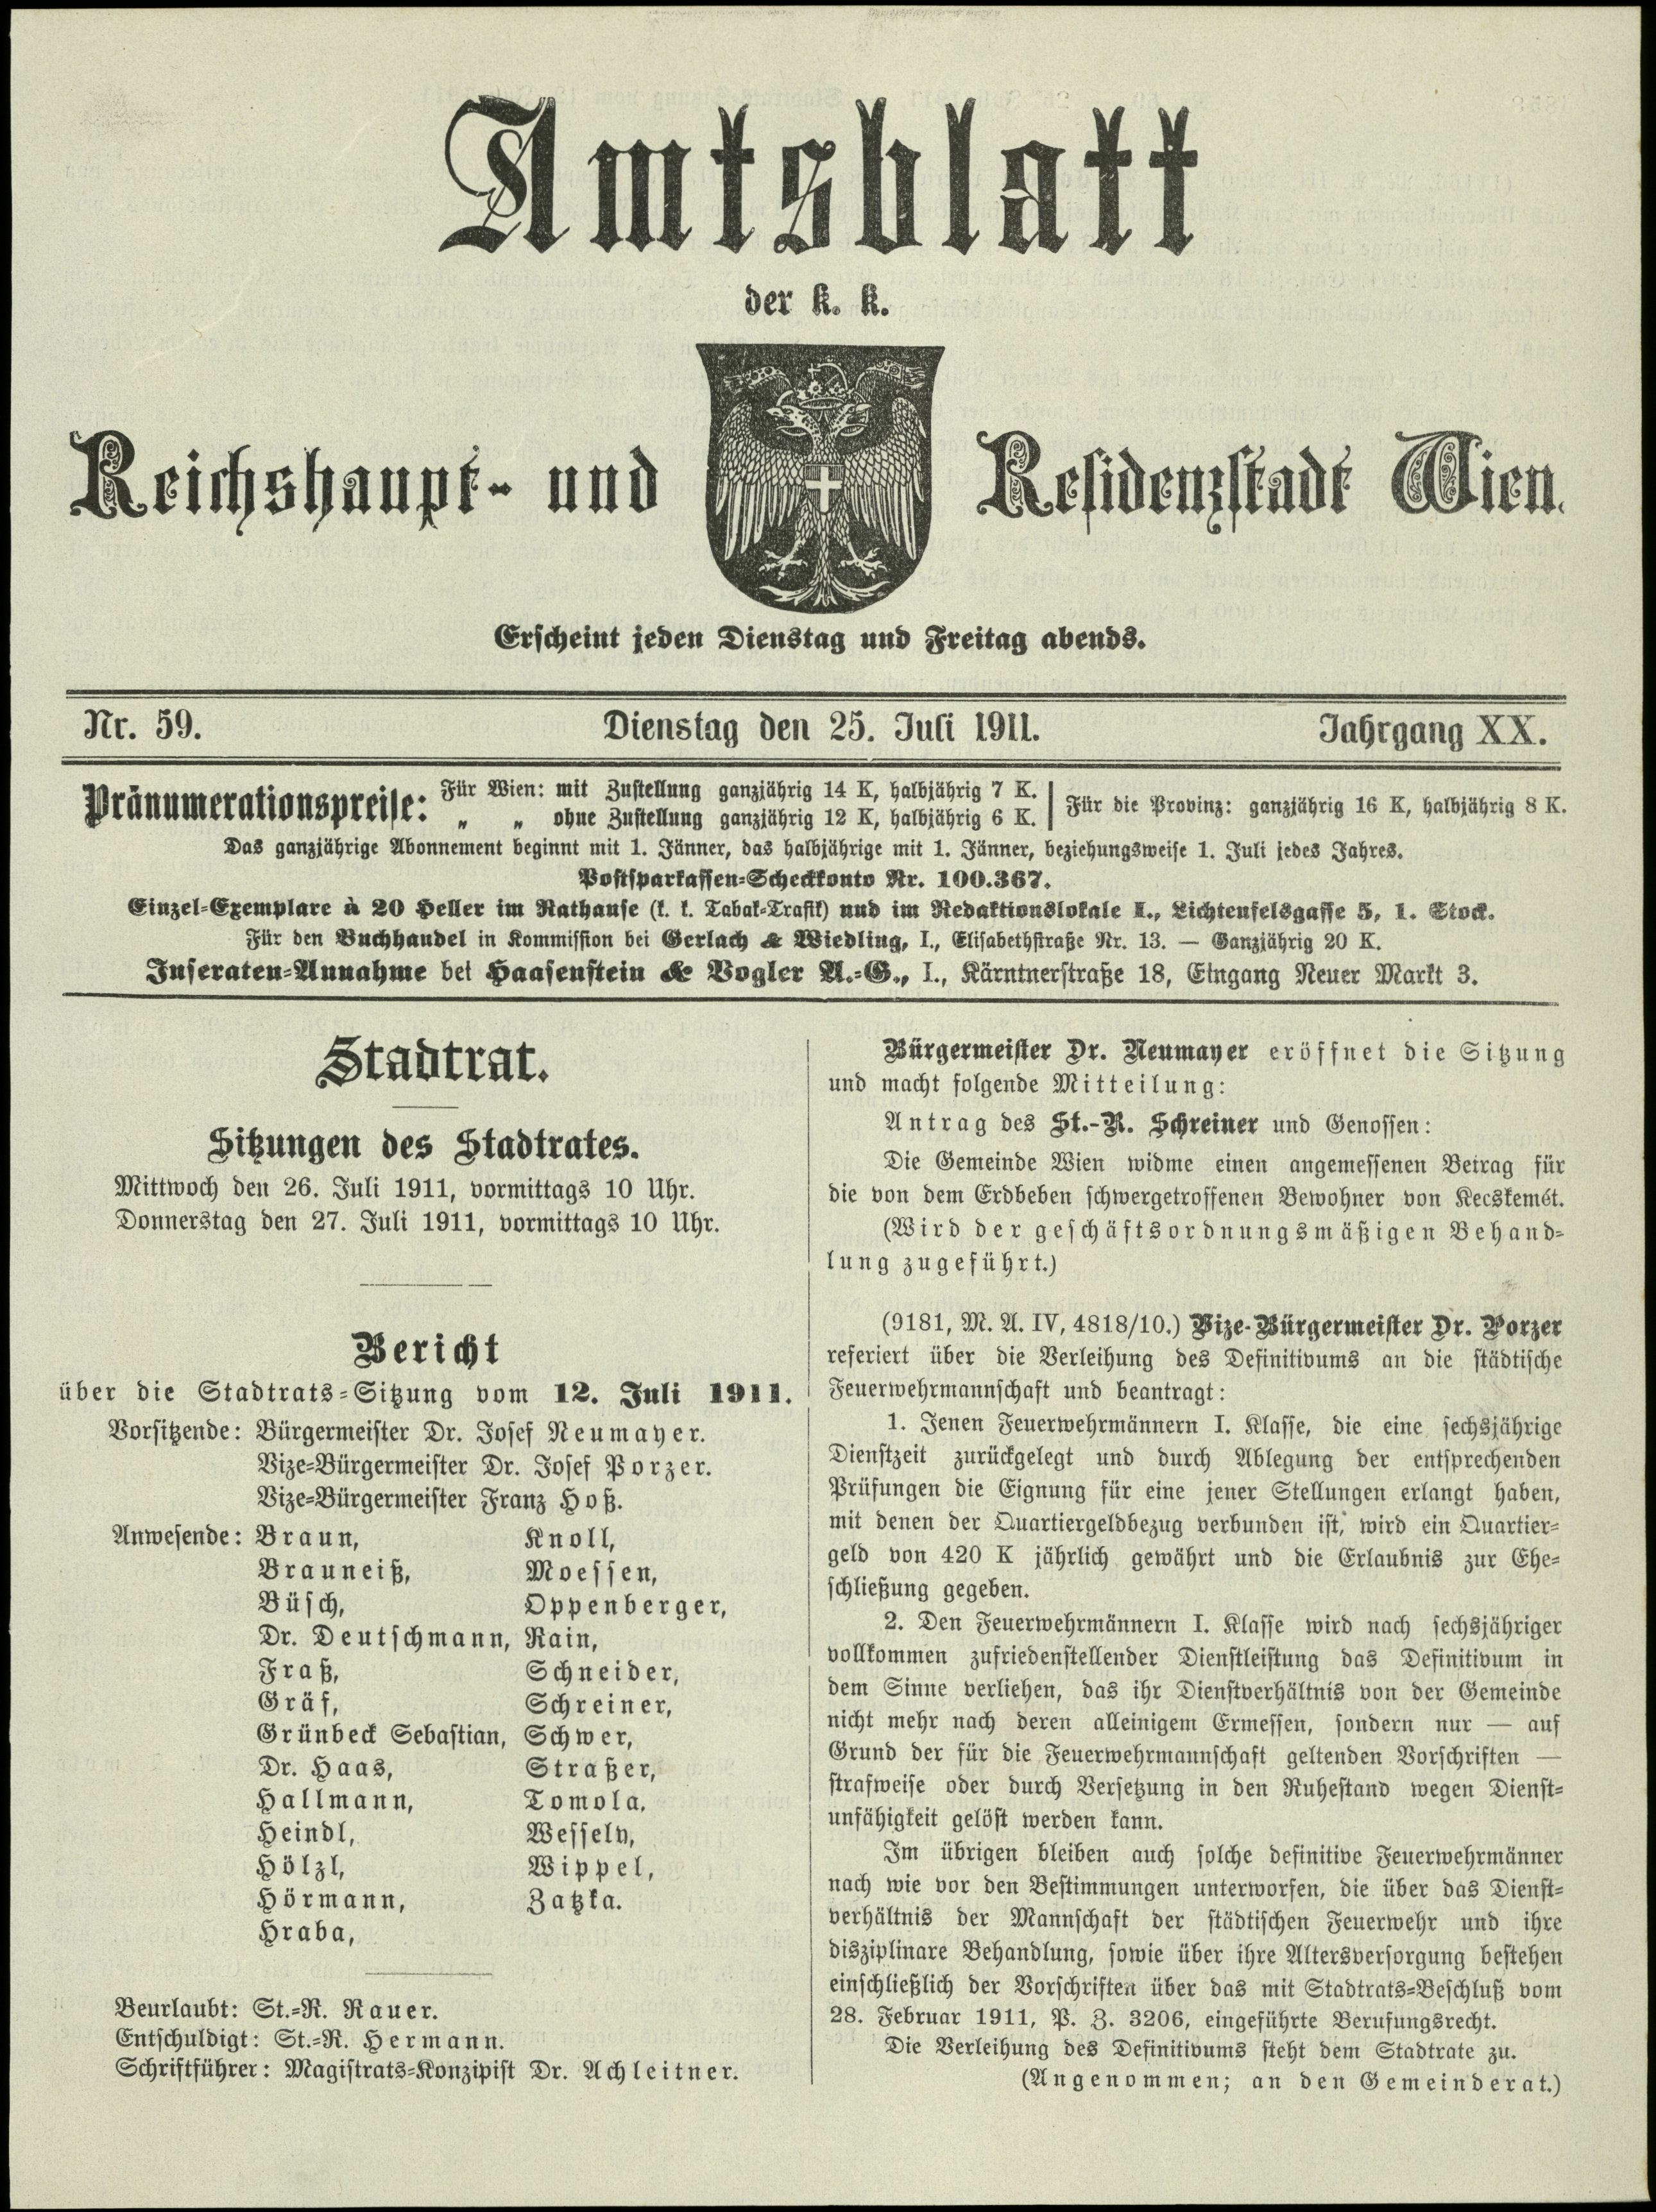 Amtsblatt
der k. k.
Reichshaupt- und Residenzstadt Wien.
Erscheint jeden Dienstag und Freitag abends.
Nr. 59. Dienstag den 25. Juli 1911. Jahrgang XX.
Pränumerationspreise: Für Wien: mit Zustellung ganzjährig 14 K, halbjährig 7 K.
„ „ ohne Zustellung ganzjährig 12 K, halbjährig 6 K.
Für die Provinz: ganzjährig 16 K, halbjährig 8 K.
Das ganzjährige Abonnement beginnt mit 1. Jänner, das halbjährige mit 1. Jänner, beziehungsweise 1. Juli jedes Jahres.
Postsparkassen-Scheckkonto Nr. 100.367.
Einzel-Exemplare à 20 Heller im Rathause (k. k. Tabak-Trafik) und im Redaktionslokale I., Lichtenfelsgasse 5, 1. Stock.
Für den Buchhandel in Kommission bei Gerlach & Wiedling, I., Elisabethstraße Nr. 13. — Ganzjährig 20 K.
Inseraten-Annahme bei Haasenstein & Vogler A.-G., I., Kärntnerstraße 18, Eingang Neuer Markt 3.
Stadtrat.
Sitzungen des Stadtrates.
Mittwoch den 26. Juli 1911, vormittags 10 Uhr.
Donnerstag den 27. Juli 1911, vormittags 10 Uhr.
Bericht
über die Stadtrats-Sitzung vom 12. Juli 1911.
Vorsitzende: Bürgermeister Dr. Josef Neumayer.
Vize-Bürgermeister Dr. Josef Porzer.
Vize-Bürgermeister Franz Hoß.
Anwesende: Braun, Knoll,
Brauneiß, Moessen,
Büsch, Oppenberger,
Dr. Deutschmann, Rain,
Fraß, Schneider,
Gräf, Schreiner,
Grünbeck Sebastian, Schwer,
Dr. Haas, Straßer,
Hallmann, Tomola,
Heindl, Wessely,
Hölzl, Wippel,
Hörmann, Zatzka.
Hraba,
Beurlaubt: St.-R. Rauer.
Entschuldigt: St.-R. Hermann.
Schriftführer: Magistrats-Konzipist Dr. Achleitner.
Bürgermeister Dr. Neumayer eröffnet die Sitzung
und macht folgende Mitteilung:
Antrag des St.-R. Schreiner und Genossen:
Die Gemeinde Wien widme einen angemessenen Betrag für
die von dem Erdbeben schwergetroffenen Bewohner von Kecskemét.
(Wird der geschäftsordnungsmäßigen Behand-
lung zugeführt.)
(9181, M. A. IV, 4818/10.) Vize-Bürgermeister Dr. Porzer
referiert über die Verleihung des Definitivums an die städtische
Feuerwehrmannschaft und beantragt:
1. Jenen Feuerwehrmännern I. Klasse, die eine sechsjährige
Dienstzeit zurückgelegt und durch Ablegung der entsprechenden
Prüfungen die Eignung für eine jener Stellungen erlangt haben,
mit denen der Quartiergeldbezug verbunden ist, wird ein Quartier-
geld von 420 K jährlich gewährt und die Erlaubnis zur Ehe-
schließung gegeben.
2. Den Feuerwehrmännern I. Klasse wird nach sechsjähriger
vollkommen zufriedenstellender Dienstleistung das Definitivum in
dem Sinne verliehen, das ihr Dienstverhältnis von der Gemeinde
nicht mehr nach deren alleinigem Ermessen, sondern nur — auf
Grund der für die Feuerwehrmannschaft geltenden Vorschriften —
strafweise oder durch Versetzung in den Ruhestand wegen Dienst-
unfähigkeit gelöst werden kann.
Im übrigen bleiben auch solche definitive Feuerwehrmänner
nach wie vor den Bestimmungen unterworfen, die über das Dienst-
verhältnis der Mannschaft der städtischen Feuerwehr und ihre
disziplinare Behandlung, sowie über ihre Altersversorgung bestehen
einschließlich der Vorschriften über das mit Stadtrats-Beschluß vom
28. Februar 1911, P. Z. 3206, eingeführte Berufungsrecht.
Die Verleihung des Definitivums steht dem Stadtrate zu.
(Angenommen; an den Gemeinderat.)